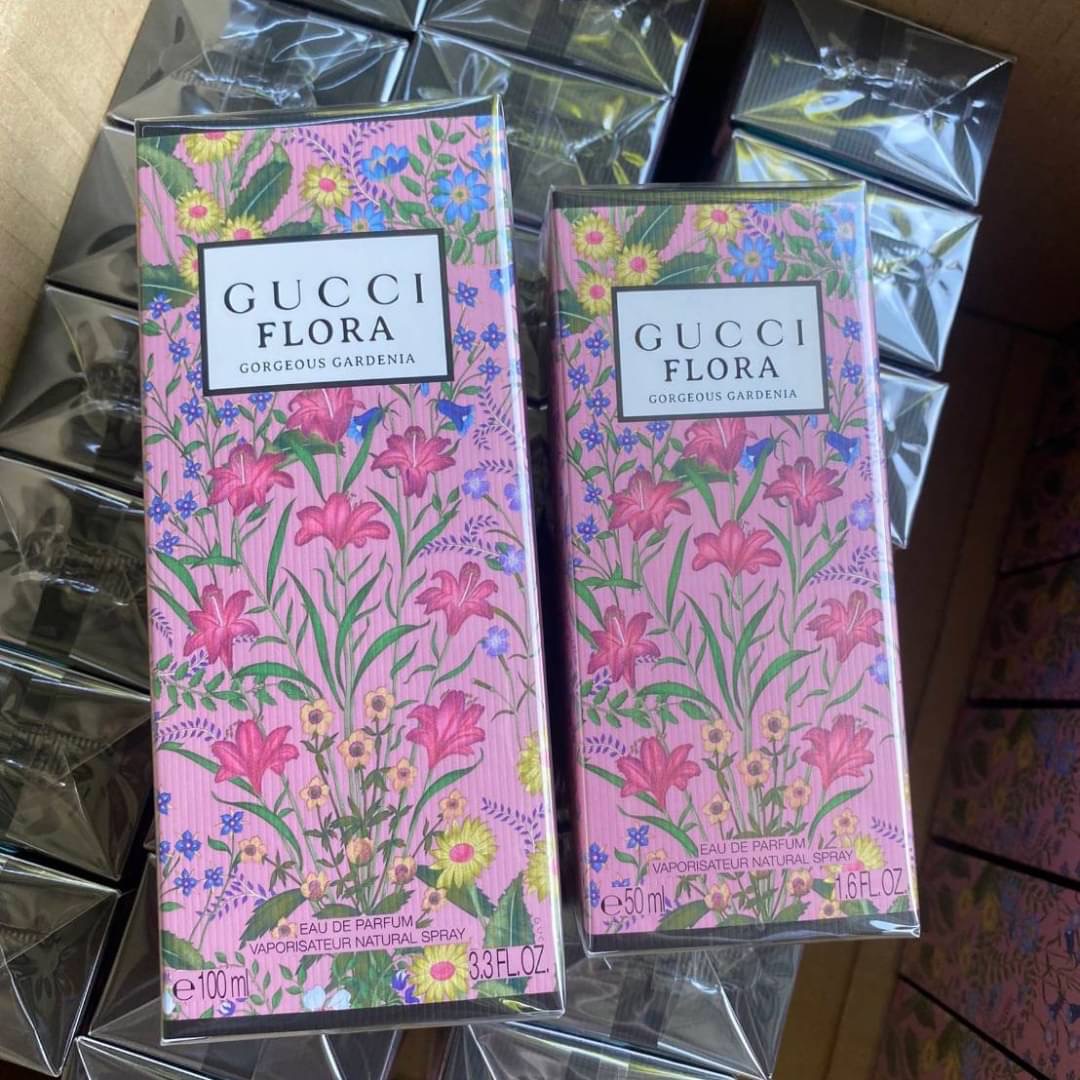 GUCCI
FLORA
GORGEOUS GARDENIA
EAU DE PARFUM
VAPORISATEUR NATURAL SPRAY
℮100 ml
3.3 FL.OZ.
GUCCI
FLORA
GORGEOUS GARDENIA
EAU DE PARFUM
VAPORISATEUR NATURAL SPRAY
℮50 ml
1.6 FL.OZ.